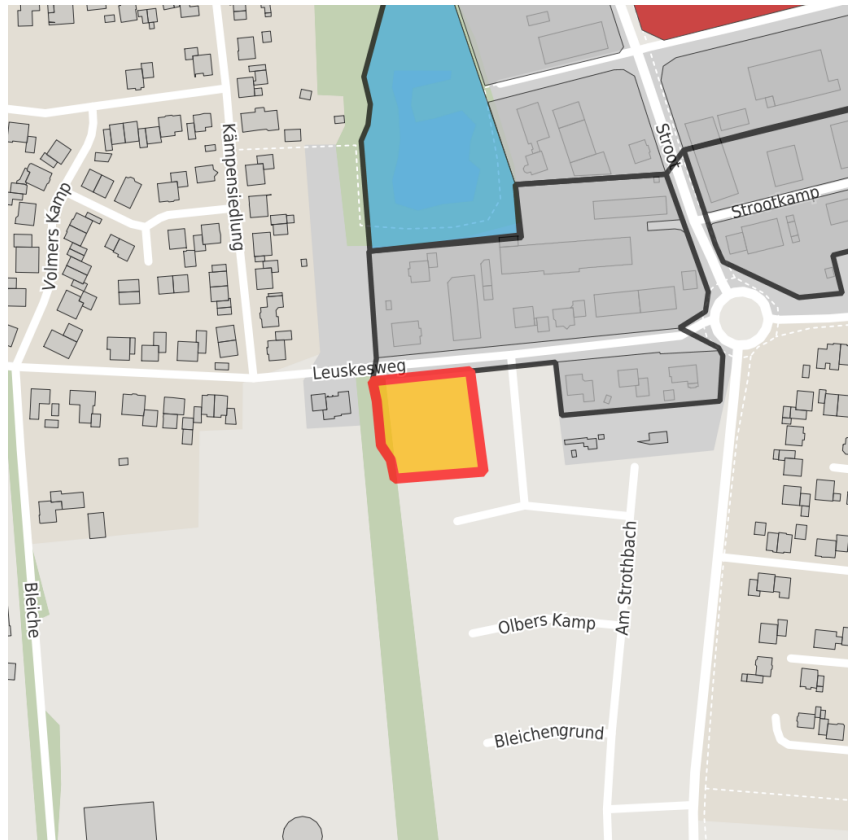 Stroot
Kämpensiedlung
Volmers Kamp
Strootkamp
Leuskesweg
Am Strothbach
Bleiche
Olbers Kamp
Bleichengrund